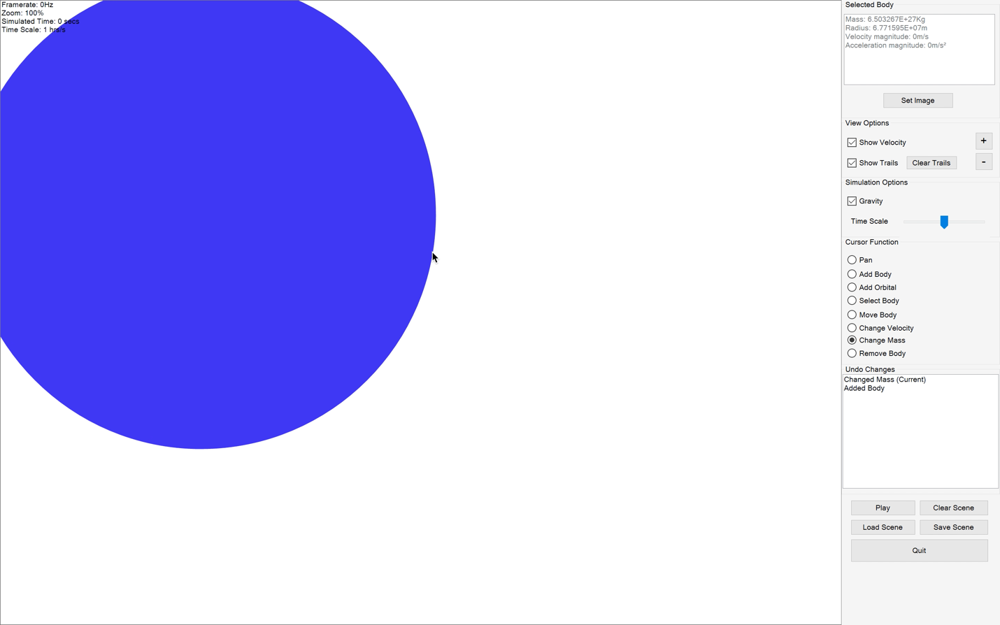 Framerate: 0Hz
Zoom: 100%
Simulated Time: 0 secs
Time Scale: 1 hrs/s
Selected Body
Mass: 6.503267E+27Kg
Radius: 6.771595E+07m
Velocity magnitude: 0m/s
Acceleration magnitude: 0m/s²
Set Image
View Options
Show Velocity
+
Show Trails
Clear Trails
-
Simulation Options
Gravity
Time Scale
Cursor Function
Pan
Add Body
Add Orbital
Select Body
Move Body
Change Velocity
Change Mass
Remove Body
Undo Changes
Changed Mass (Current)
Added Body
Play
Clear Scene
Load Scene
Save Scene
Quit